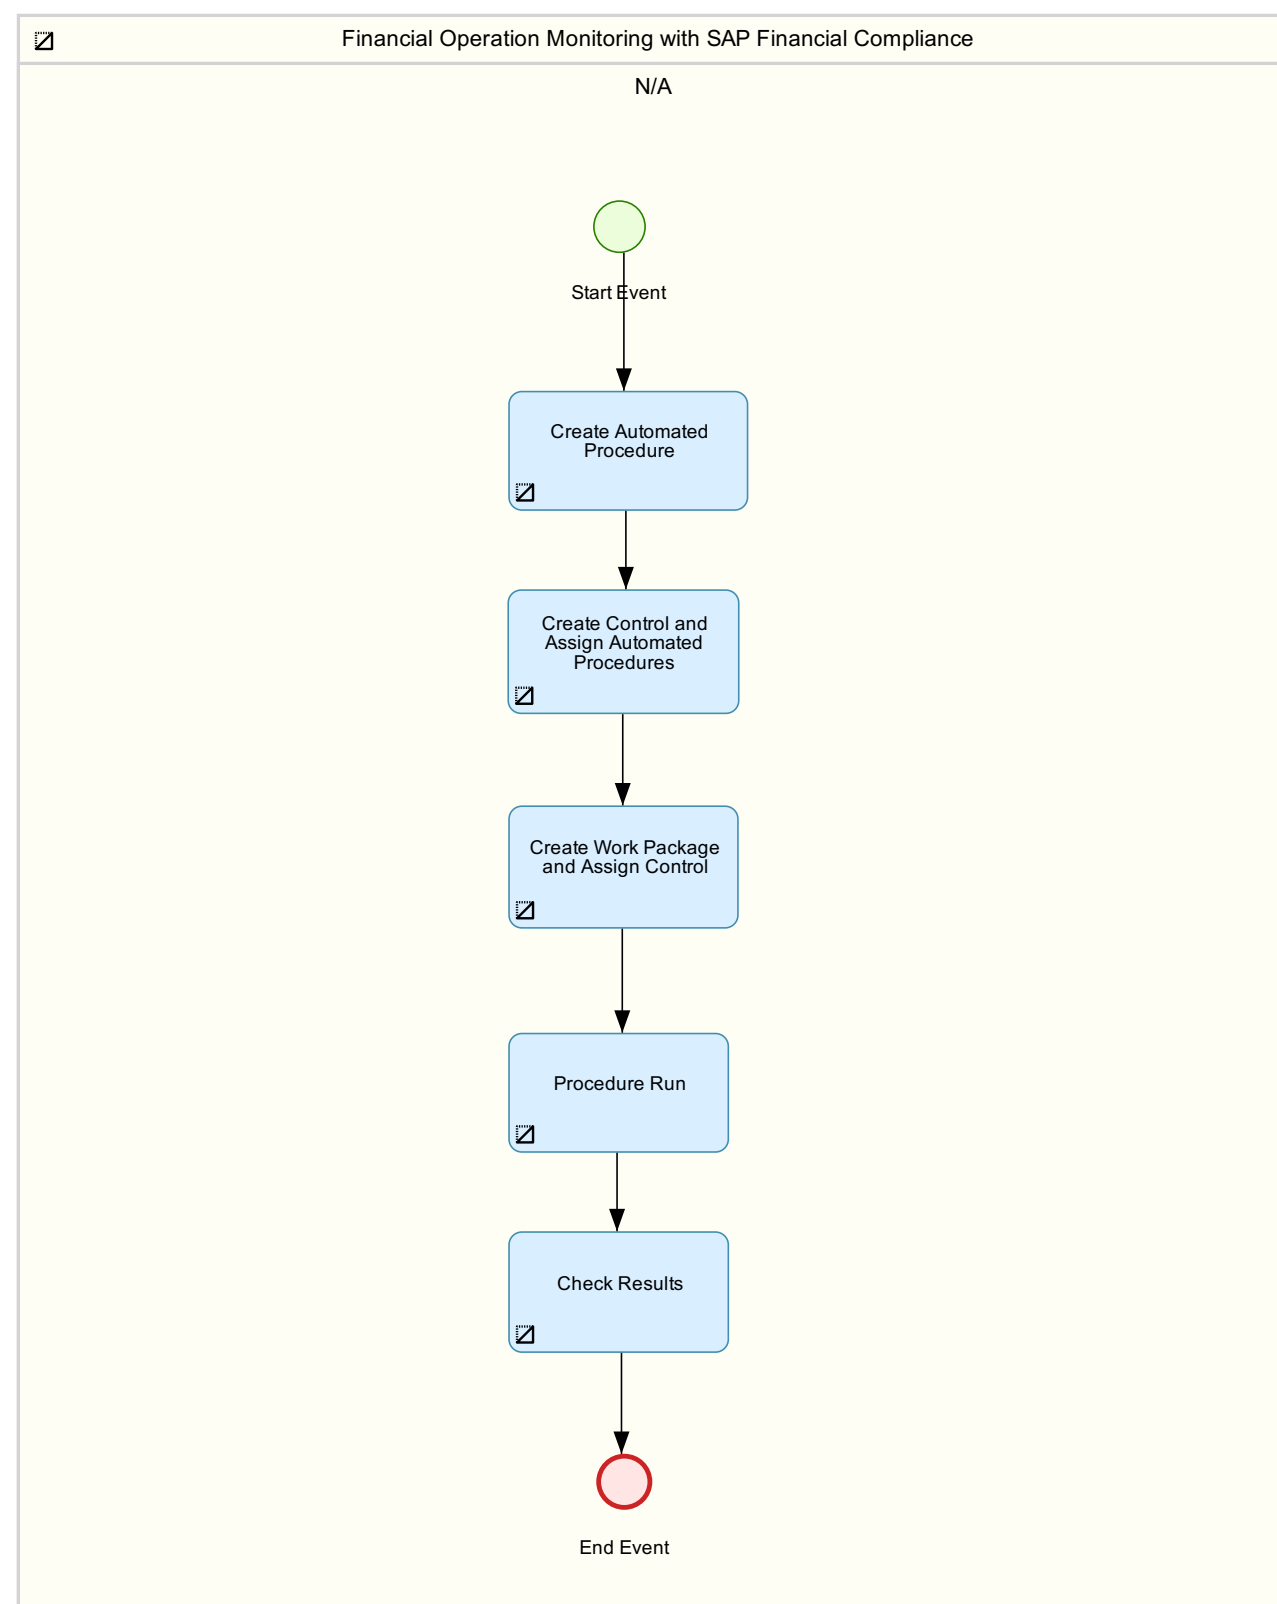 Financial Operation Monitoring with SAP Financial Compliance
N/A
Start Event
Create Automated
Procedure
Create Control and
Assign Automated
Procedures
Create Work Package
and Assign Control
Procedure Run
Check Results
End Event